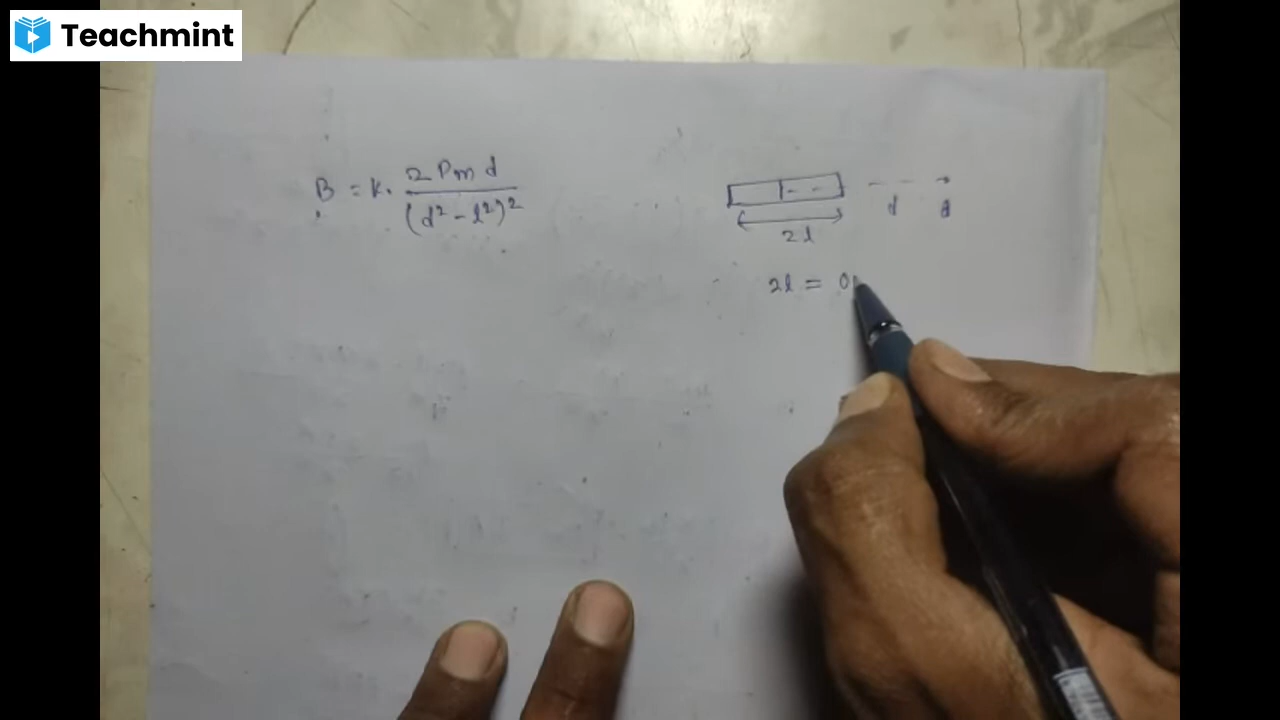 Teachmint
B = K. 2 Pm d / (d² - l²)²
d d
2l
2l = 0